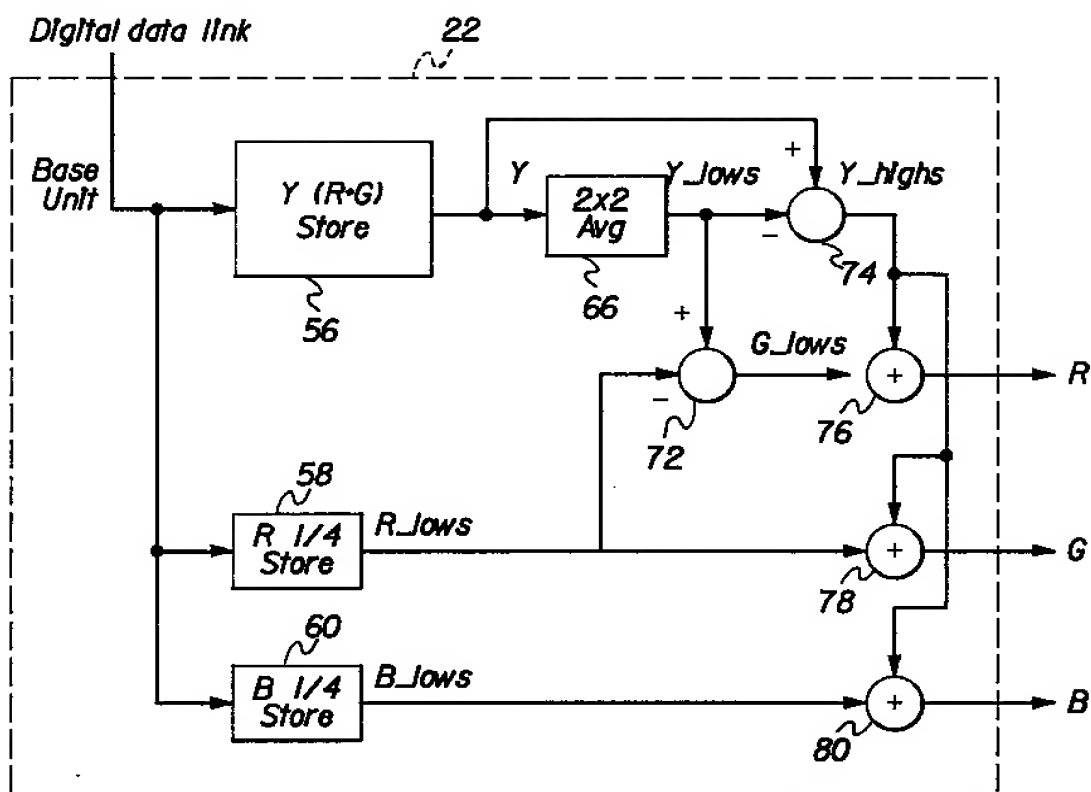 Digital data link
22
Base
Unit
Y (R+G)
Store
56
Y
2x2
Avg
66
Y_lows
+
-
Y_highs
74
+
-
72
G_lows
+
76
R
58
R 1/4
Store
R_lows
+
78
G
60
B 1/4
Store
B_lows
+
80
B